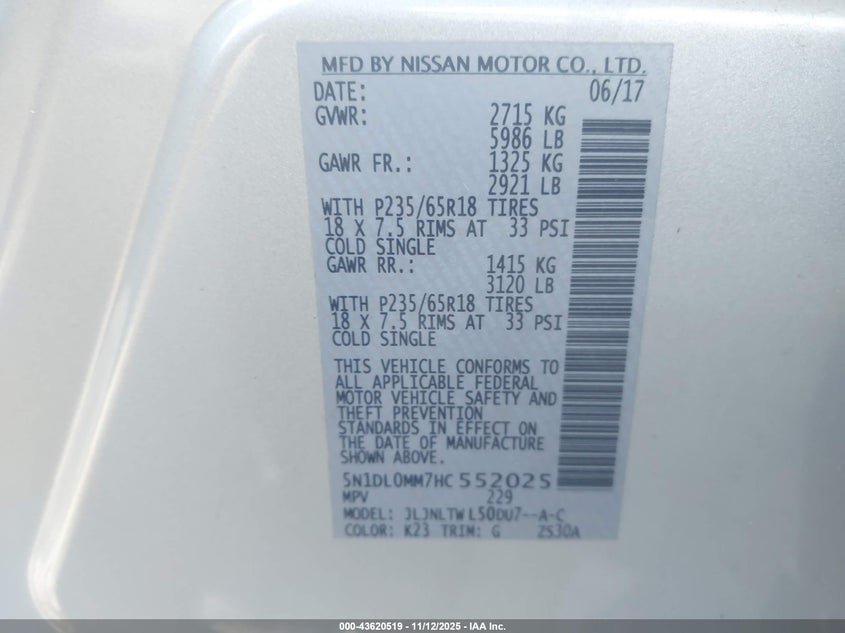 MFD BY NISSAN MOTOR CO., LTD.
DATE: 06/17
GVWR: 2715 KG
5986 LB
GAWR FR.: 1325 KG
2921 LB
WITH P235/65R18 TIRES
18 X 7.5 RIMS AT 33 PSI
COLD SINGLE
GAWR RR.: 1415 KG
3120 LB
WITH P235/65R18 TIRES
18 X 7.5 RIMS AT 33 PSI
COLD SINGLE
THIS VEHICLE CONFORMS TO
ALL APPLICABLE FEDERAL
MOTOR VEHICLE SAFETY AND
THEFT PREVENTION
STANDARDS IN EFFECT ON
THE DATE OF MANUFACTURE
SHOWN ABOVE.
5N1DL0MM7HC552025
MPV 229
MODEL: JLJNLTWL50DU7--A-C
COLOR: K23 TRIM: G 2S30A
000-43620519 - 11/12/2025 - IAA Inc.